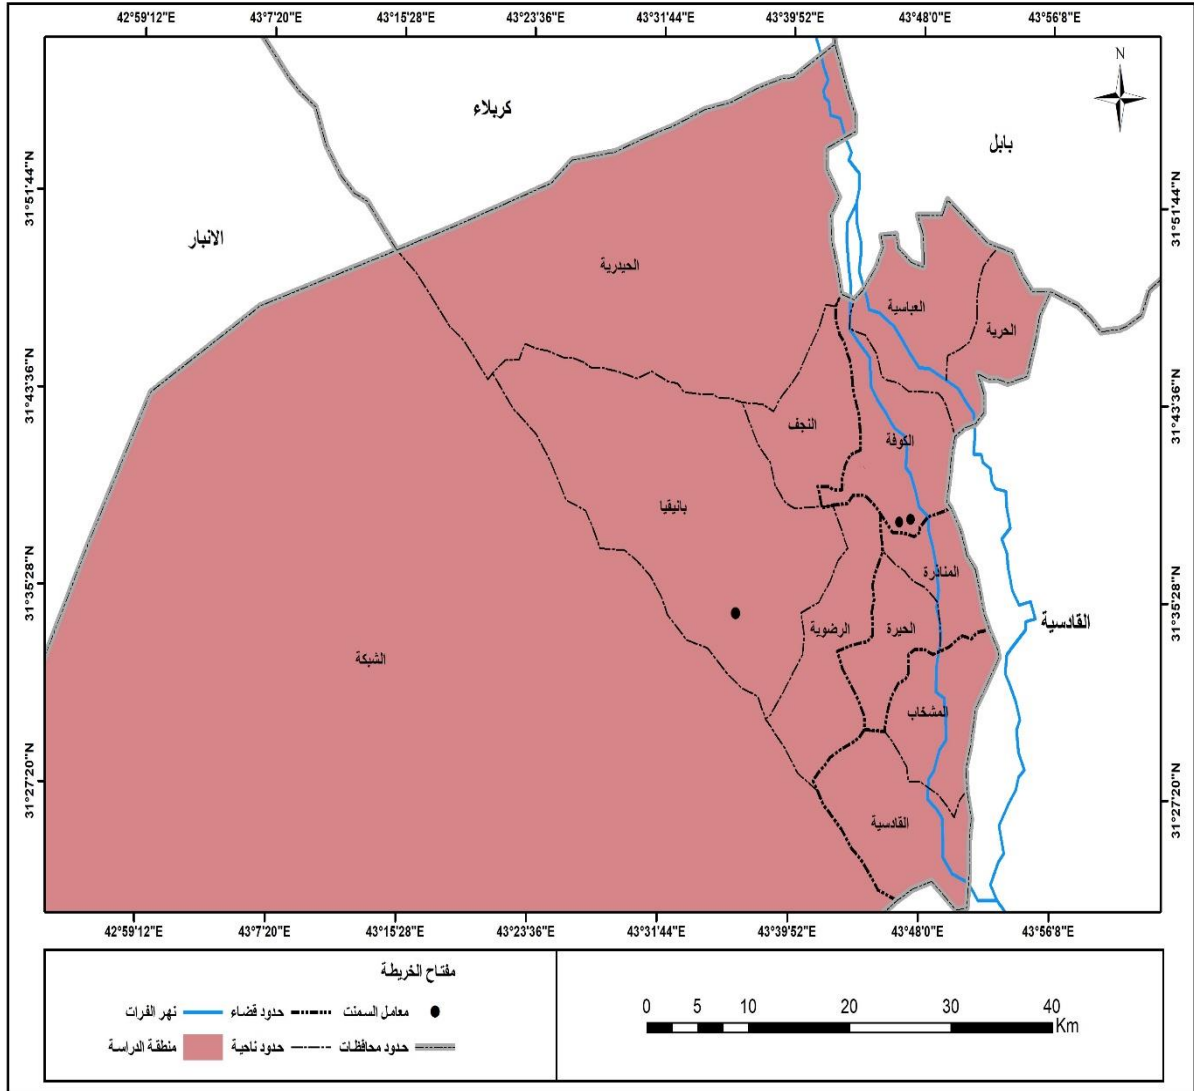 42°59'12"E 43°7'20"E 43°15'28"E 43°23'36"E 43°31'44"E 43°39'52"E 43°48'0"E 43°56'8"E
N
كربلاء
بابل
31°51'44"N
31°51'44"N
الانبار
الحيدرية
العباسية
الحرية
31°43'36"N
31°43'36"N
النجف
الكوفة
بانيقيا
31°35'28"N
31°35'28"N
المناذرة
القادسية
الرضوية
الحيرة
الشبكة
المشخاب
31°27'20"N
31°27'20"N
القادسية
42°59'12"E 43°7'20"E 43°15'28"E 43°23'36"E 43°31'44"E 43°39'52"E 43°48'0"E 43°56'8"E
مفتاح الخريطة
معامل السمنت حدود قضاء نهر الفرات
حدود محافظات حدود ناحية منطقة الدراسة
0 5 10 20 30 40
Km